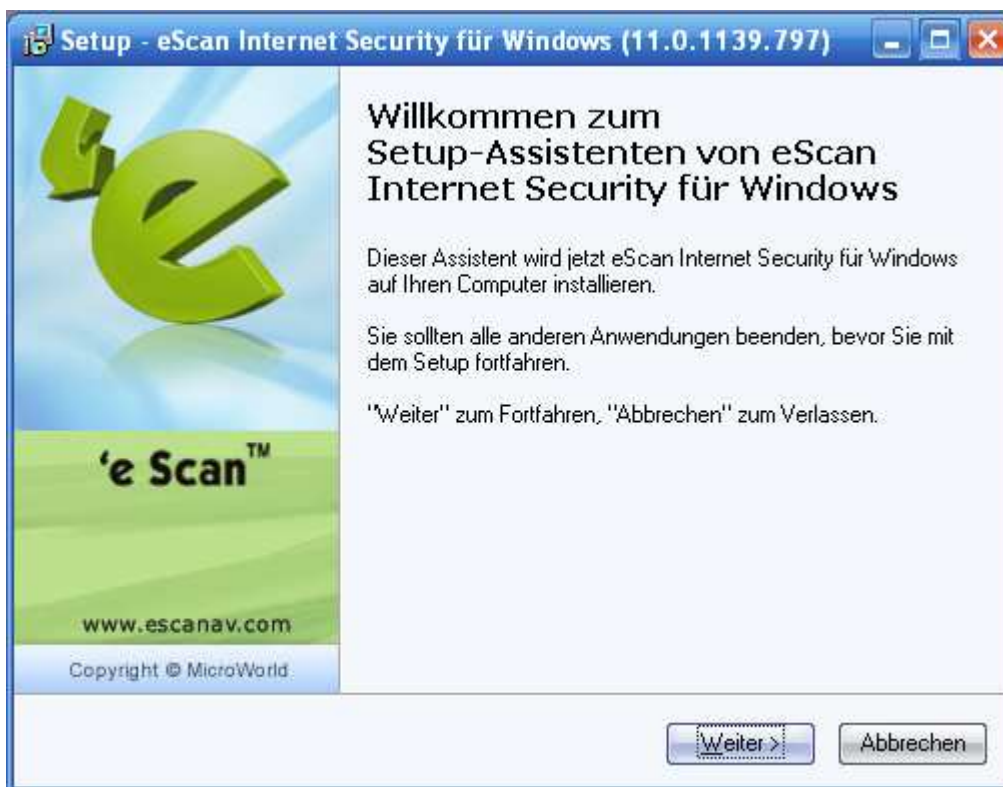 Setup - eScan Internet Security für Windows (11.0.1139.797)
Willkommen zum
Setup-Assistenten von eScan
Internet Security für Windows
Dieser Assistent wird jetzt eScan Internet Security für Windows
auf Ihren Computer installieren.
Sie sollten alle anderen Anwendungen beenden, bevor Sie mit
dem Setup fortfahren.
"Weiter" zum Fortfahren, "Abbrechen" zum Verlassen.
e
‘e Scan™
www.escanav.com
Copyright © MicroWorld
Weiter >
Abbrechen